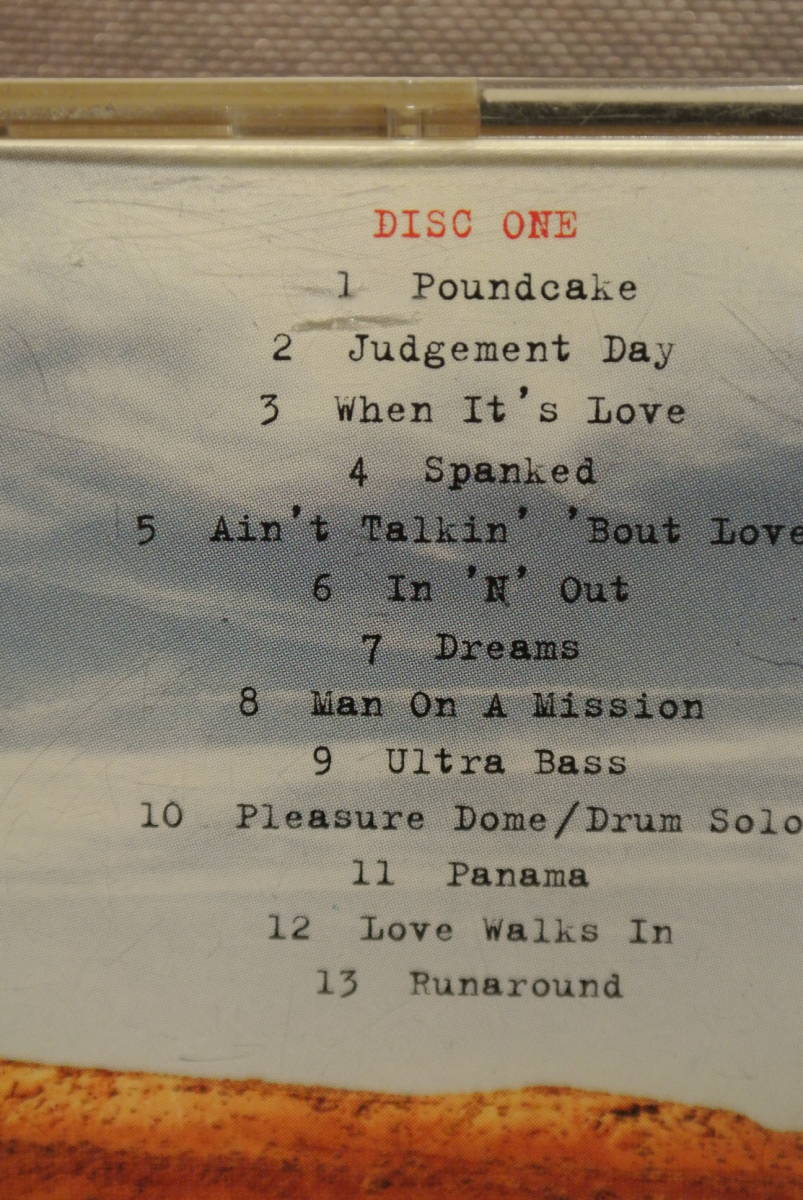 DISC ONE
1 Poundcake
2 Judgement Day
3 When It's Love
4 Spanked
5 Ain't Talkin' 'Bout Love
6 In 'N' Out
7 Dreams
8 Man On A Mission
9 Ultra Bass
10 Pleasure Dome/Drum Solo
11 Panama
12 Love Walks In
13 Runaround